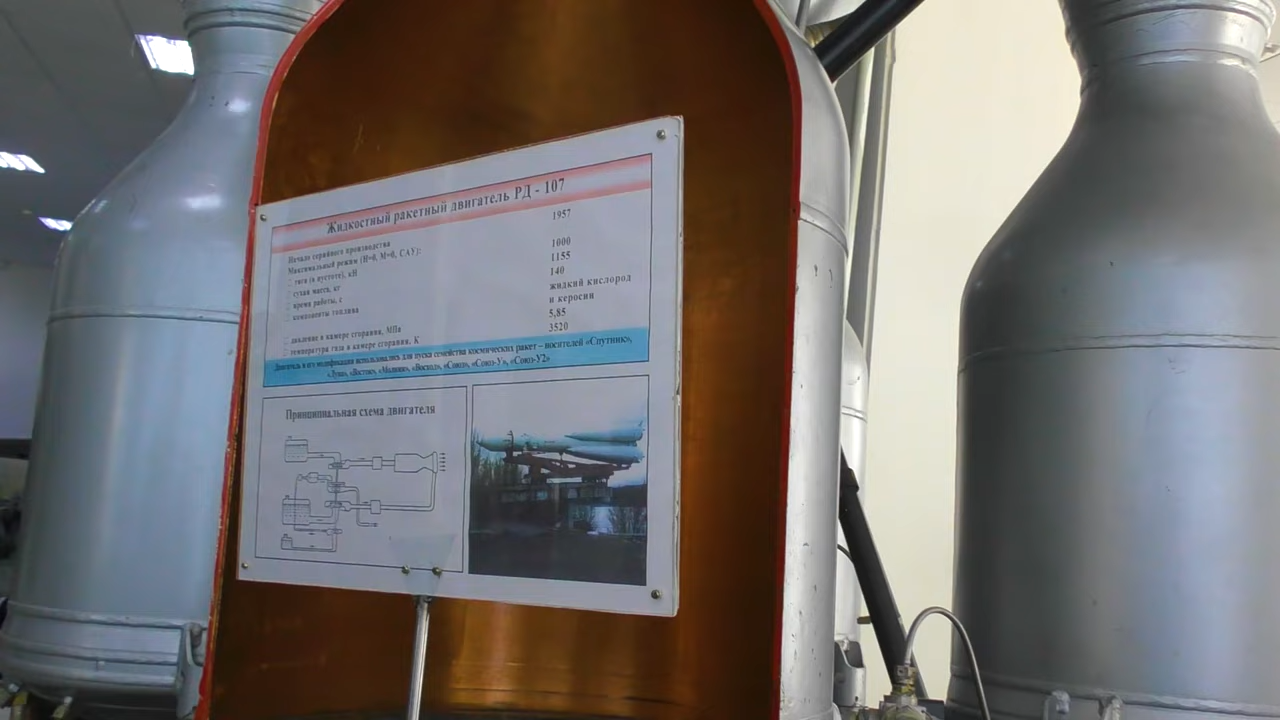 Жидкостный ракетный двигатель РД - 107
Начало серийного производства 1957
Максимальный режим (Н=0, М=0, САУ):
тяга (в пустоте), кН 1000
сухая масса, кг 1155
время работы, с 140
компоненты топлива жидкий кислород
и керосин
давление в камере сгорания, МПа 5,85
температура газа в камере сгорания, К 3520
Двигатель и его модификации использовались для пуска семейства космических ракет – носителей «Спутник»,
«Луна», «Восток», «Молния», «Восход», «Союз», «Союз-У», «Союз-У2»
Принципиальная схема двигателя